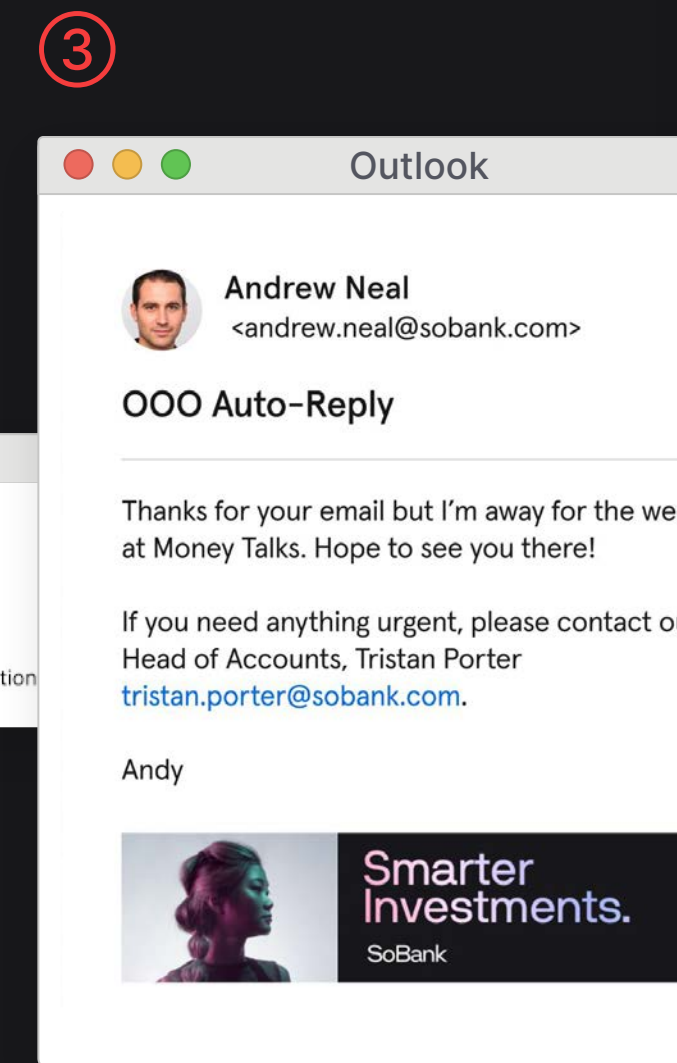 ③
Outlook
Andrew Neal
<andrew.neal@sobank.com>
OOO Auto-Reply
Thanks for your email but I'm away for the we
at Money Talks. Hope to see you there!
If you need anything urgent, please contact
Head of Accounts, Tristan Porter
tristan.porter@sobank.com.
tion
Andy
Smarter
Investments.
SoBank